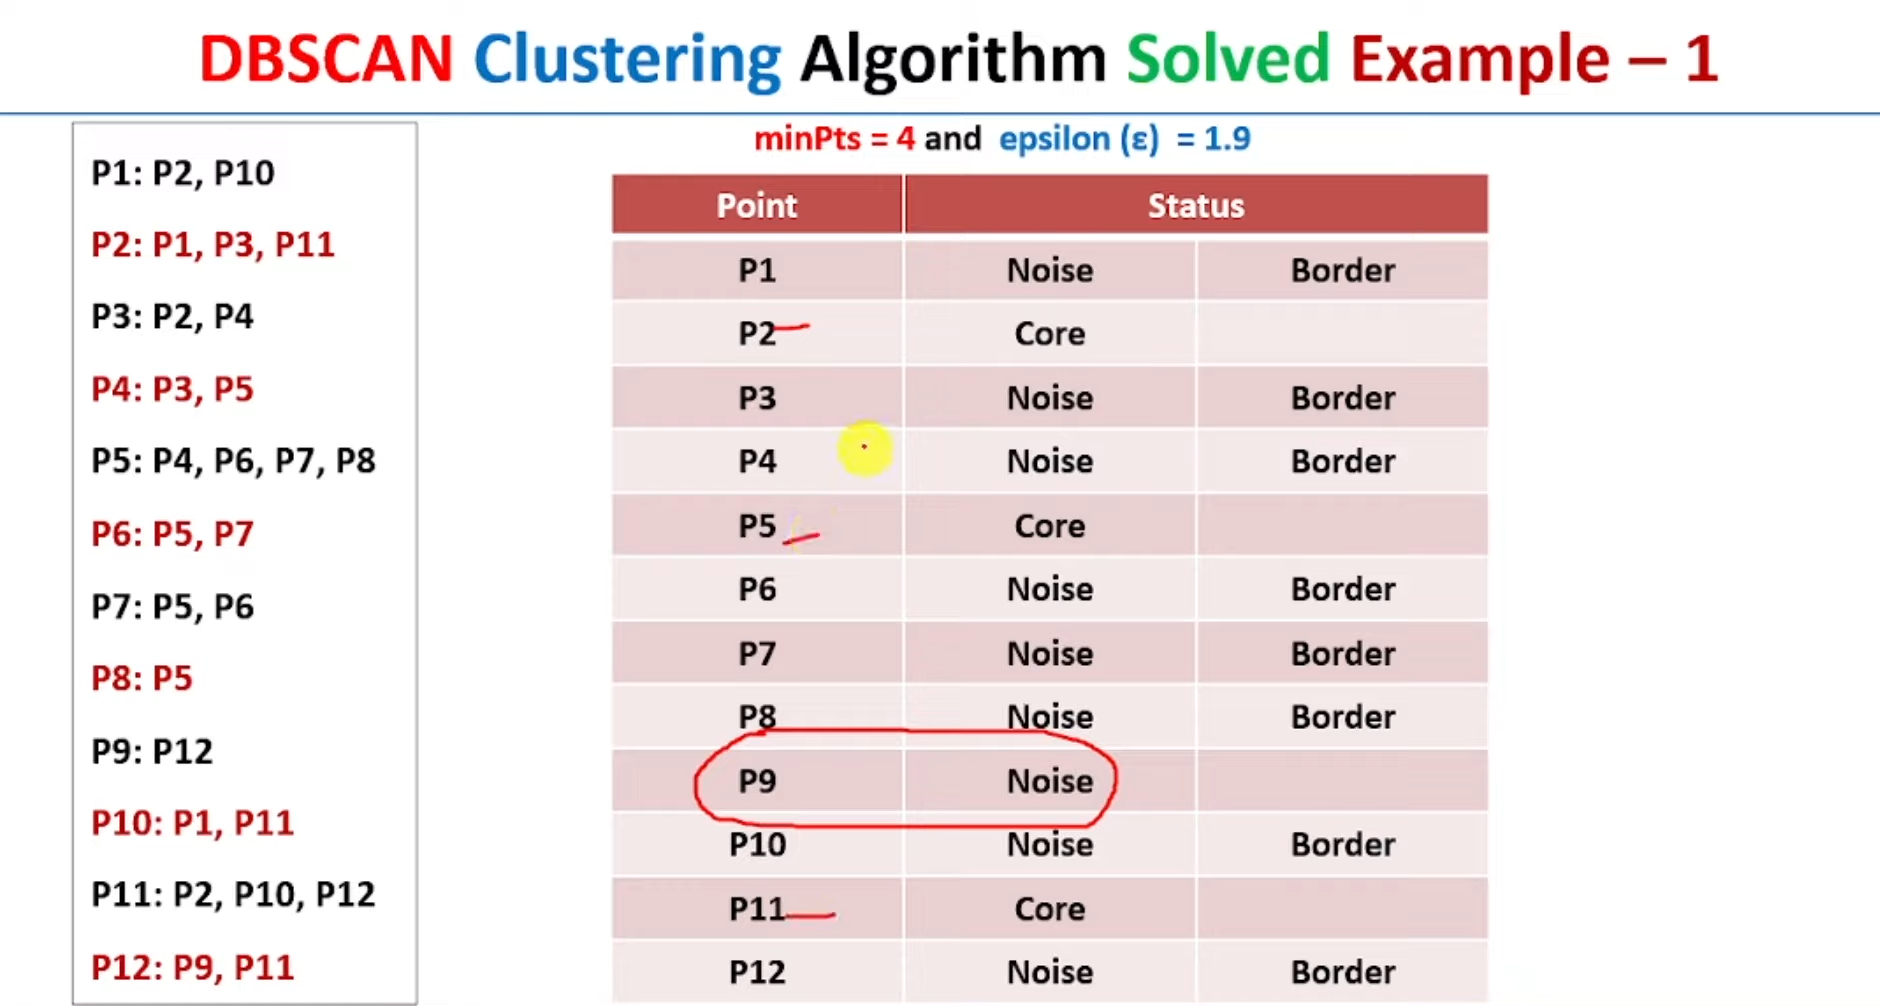 DBSCAN Clustering Algorithm Solved Example – 1
P1: P2, P10
P2: P1, P3, P11
P3: P2, P4
P4: P3, P5
P5: P4, P6, P7, P8
P6: P5, P7
P7: P5, P6
P8: P5
P9: P12
P10: P1, P11
P11: P2, P10, P12
P12: P9, P11
minPts = 4 and epsilon (ε) = 1.9
Point Status
P1 Noise Border
P2 Core
P3 Noise Border
P4 Noise Border
P5 Core
P6 Noise Border
P7 Noise Border
P8 Noise Border
P9 Noise
P10 Noise Border
P11 Core
P12 Noise Border